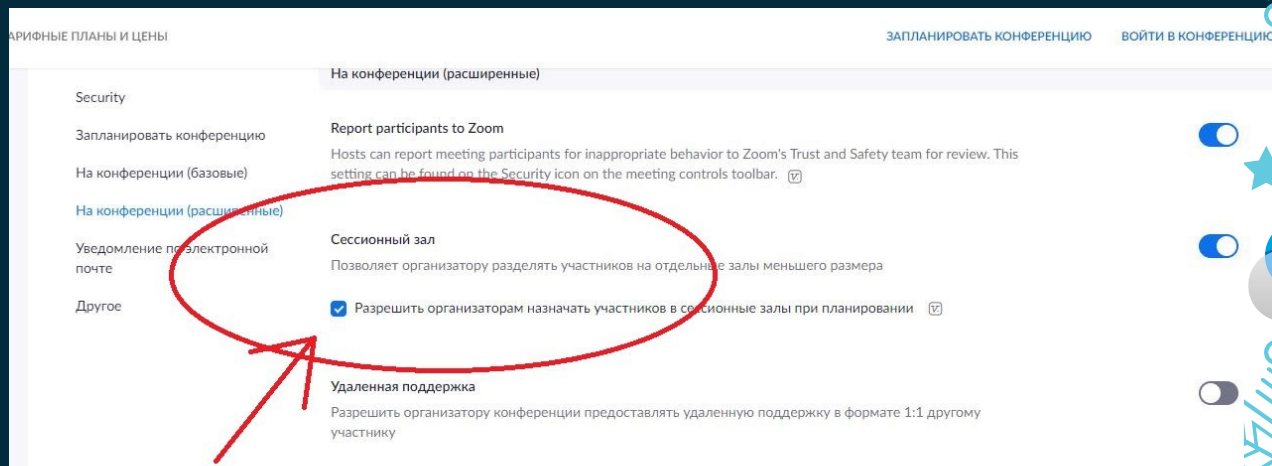 АРИФНЫЕ ПЛАНЫ И ЦЕНЫ
ЗАПЛАНИРОВАТЬ КОНФЕРЕНЦИЮ
ВОЙТИ В КОНФЕРЕНЦИЮ
На конференции (расширенные)
Security
Запланировать конференцию
На конференции (базовые)
На конференции (расширенные)
Уведомление по электронной
почте
Другое
Report participants to Zoom
Hosts can report meeting participants for inappropriate behavior to Zoom's Trust and Safety team for review. This
setting can be found on the Security icon on the meeting controls toolbar.
Сессионный зал
Позволяет организатору разделять участников на отдельные залы меньшего размера
Разрешить организаторам назначать участников в сессионные залы при планировании
Удаленная поддержка
Разрешить организатору конференции предоставлять удаленную поддержку в формате 1:1 другому
участнику